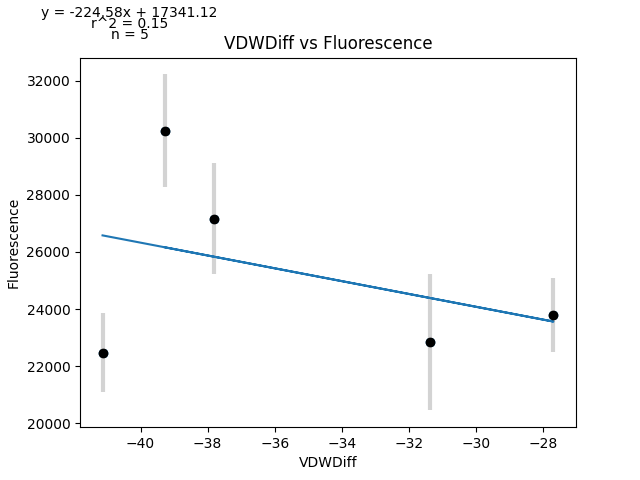 y = -224.58x + 17341.12
r^2 = 0.15
n = 5
VDWDiff vs Fluorescence
Fluorescence
32000
30000
28000
26000
24000
22000
20000
−40
−38
−36
−34
−32
−30
−28
VDWDiff